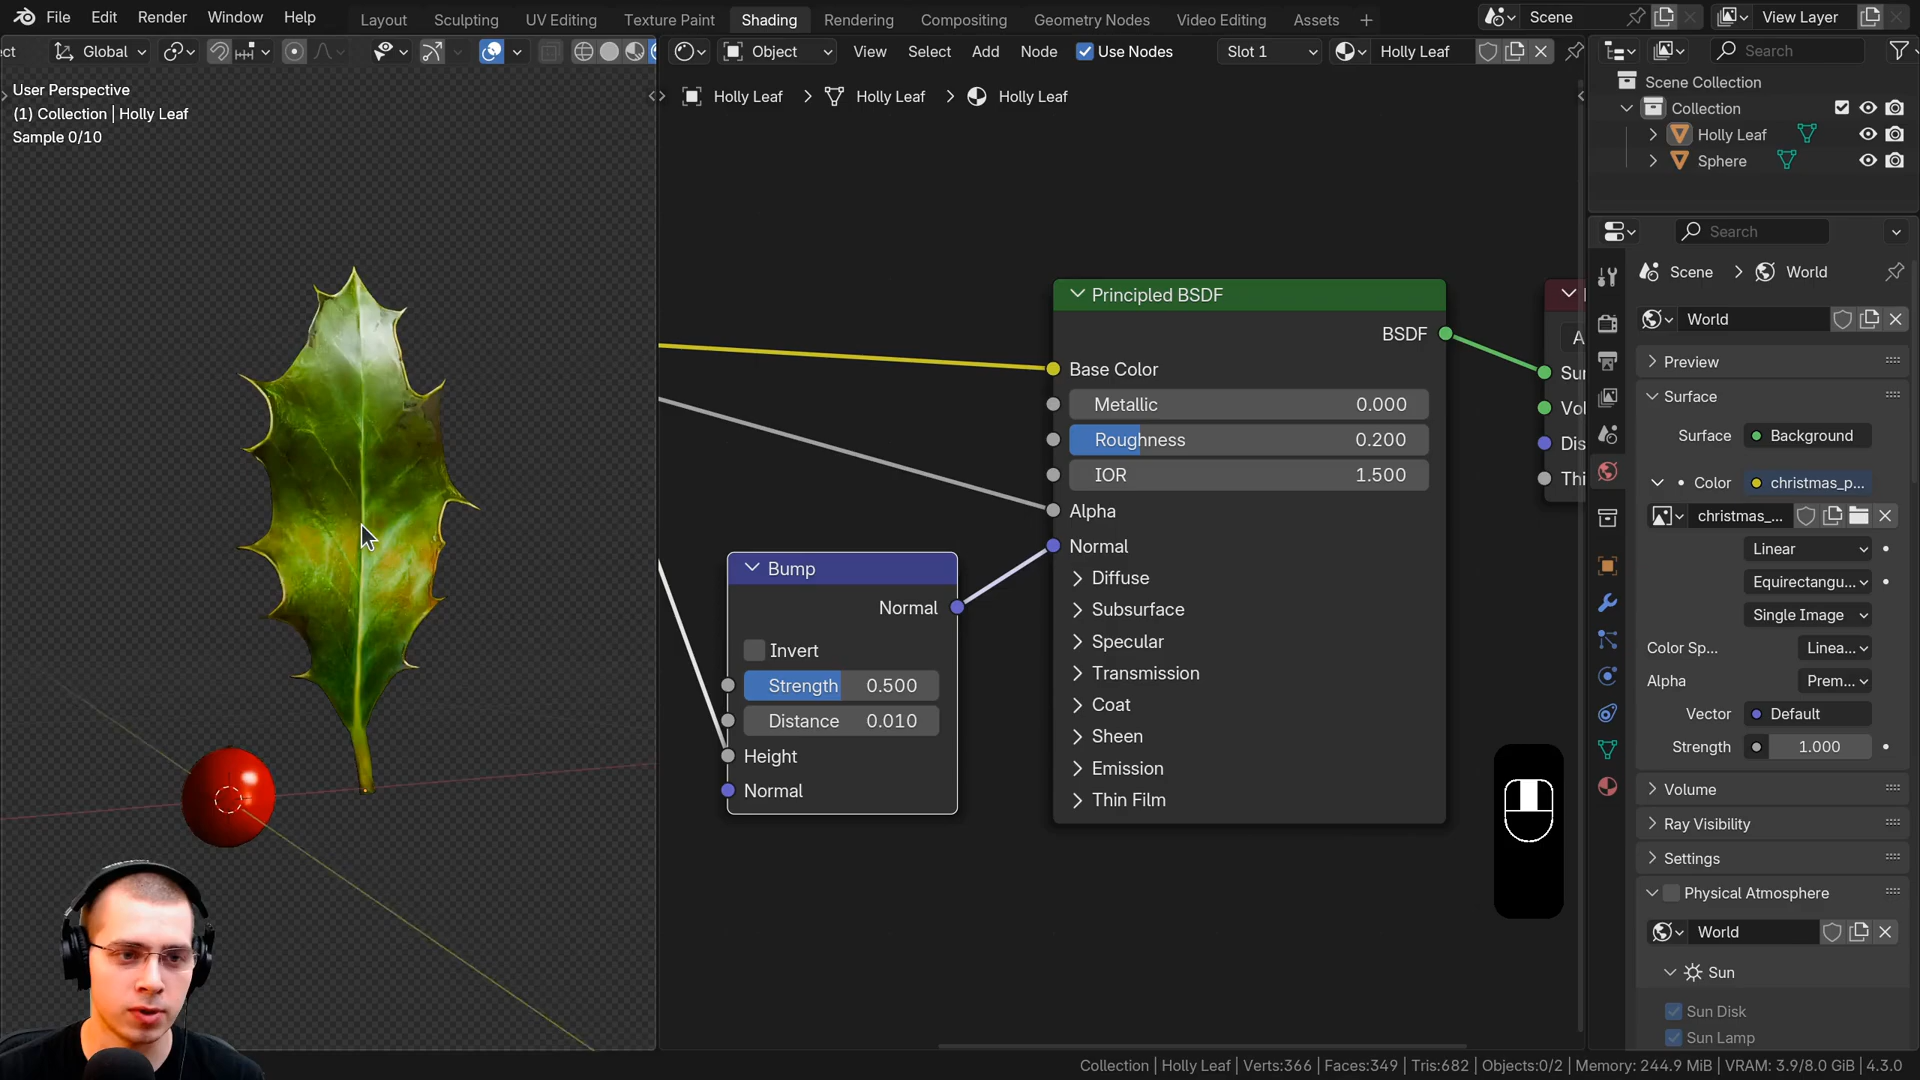 File Edit Render Window Help
Layout Sculpting UV Editing Texture Paint Shading Rendering Compositing Geometry Nodes Video Editing Assets +
Scene
View Layer
Global
Object View Select Add Node Use Nodes Slot 1 Holly Leaf
Search
User Perspective
(1) Collection | Holly Leaf
Sample 0/10
Holly Leaf > Holly Leaf > Holly Leaf
Scene Collection
Collection
Holly Leaf
Sphere
Search
Scene > World
World
Preview
Surface
Surface Background
Color christmas_p...
christmas_...
Linear
Equirectangu...
Single Image
Color Sp... Linea...
Alpha Prem...
Vector Default
Strength 1.000
Volume
Ray Visibility
Settings
Physical Atmosphere
World
Sun
Sun Disk
Sun Lamp
Principled BSDF
BSDF
Base Color
Metallic 0.000
Roughness 0.200
IOR 1.500
Alpha
Normal
Diffuse
Subsurface
Specular
Transmission
Coat
Sheen
Emission
Thin Film
Bump
Normal
Invert
Strength 0.500
Distance 0.010
Height
Normal
Collection | Holly Leaf | Verts:366 | Faces:349 | Tris:682 | Objects:0/2 | Memory: 244.9 MiB | VRAM: 3.9/8.0 GiB | 4.3.0